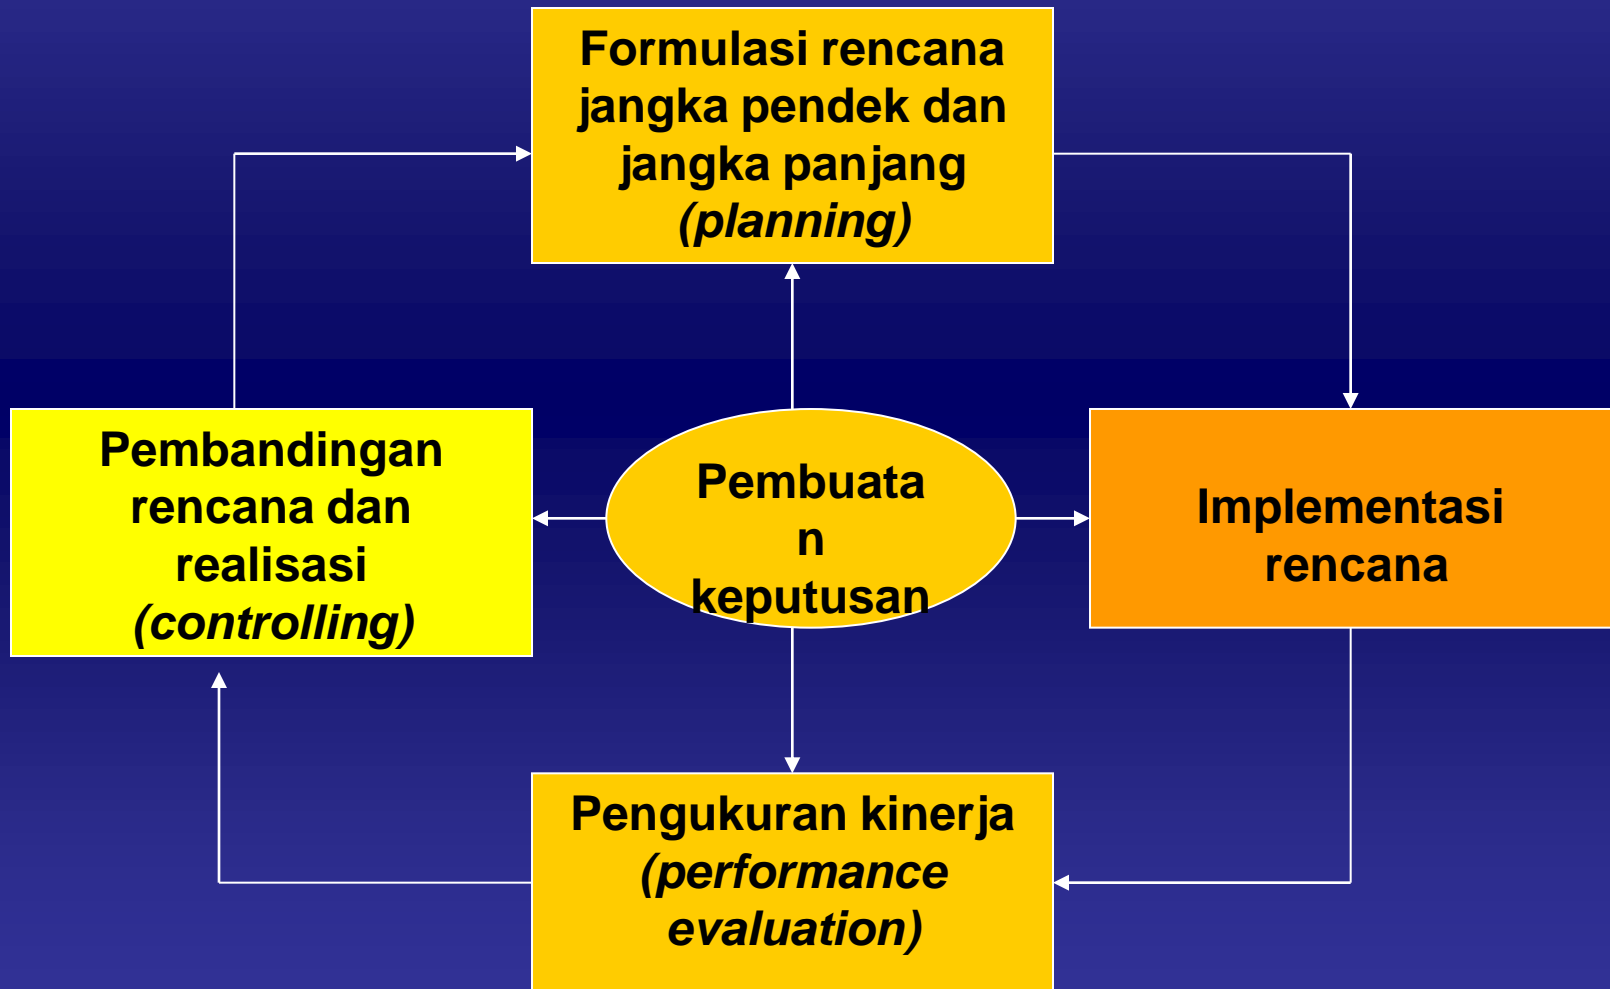 Formulasi rencana
jangka pendek dan
jangka panjang
(planning)
Pembandingan
rencana dan
realisasi
(controlling)
Pembuata
n
keputusan
Implementasi
rencana
Pengukuran kinerja
(performance
evaluation)